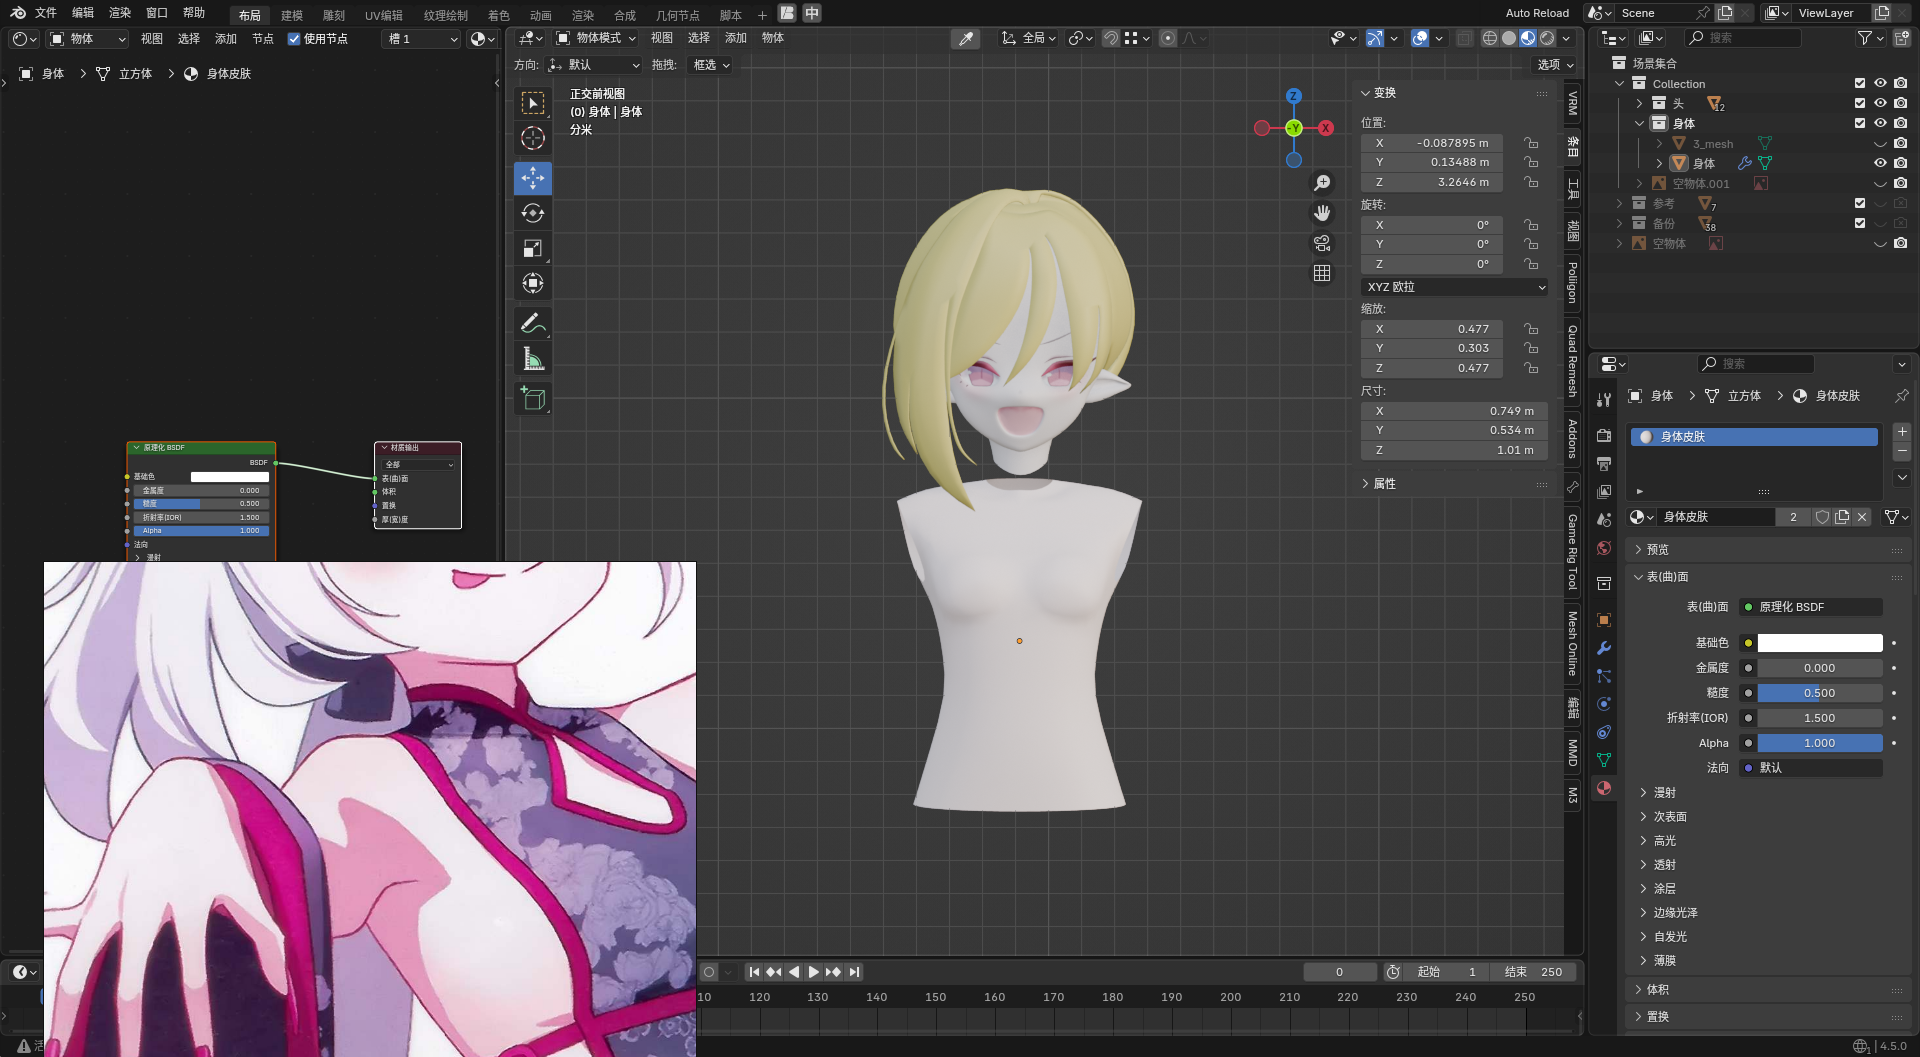 文件 编辑 渲染 窗口 帮助 布局 建模 雕刻 UV编辑 纹理绘制 着色 动画 渲染 合成 几何节点 脚本 中 Auto Reload Scene ViewLayer
物体 视图 选择 添加 节点 使用节点 槽 1
物体模式 视图 选择 添加 物体 全局
方向: 默认 拖拽: 框选 选项
身体 立方体 身体皮肤
正交前视图
(0) 身体 | 身体
分米
Z
-Y X
原理化 BSDF
BSDF
基础色
金属度 0.000
糙度 0.500
折射率(IOR) 1.500
Alpha 1.000
法向
漫射
材质输出
全部
表(曲)面
体积
置换
厚(宽)度
变换
位置:
X -0.087895 m
Y 0.13488 m
Z 3.2646 m
旋转:
X 0°
Y 0°
Z 0°
XYZ 欧拉
缩放:
X 0.477
Y 0.303
Z 0.477
尺寸:
X 0.749 m
Y 0.534 m
Z 1.01 m
属性
VRM
条目
工具
视图
Poliigon
Quad Remesh
Addons
Game Rig Tool
Mesh Online
编辑
MMD
M3
搜索
场景集合
Collection
头 12
身体
3_mesh
身体
空物体.001
参考 7
备份 38
空物体
搜索
身体 立方体 身体皮肤
身体皮肤
身体皮肤 2
预览
表(曲)面
表(曲)面 原理化 BSDF
基础色
金属度 0.000
糙度 0.500
折射率(IOR) 1.500
Alpha 1.000
法向 默认
漫射
次表面
高光
透射
涂层
边缘光泽
自发光
薄膜
体积
置换
0 起始 1 结束 250
10 120 130 140 150 160 170 180 190 200 210 220 230 240 250
活
4.5.0